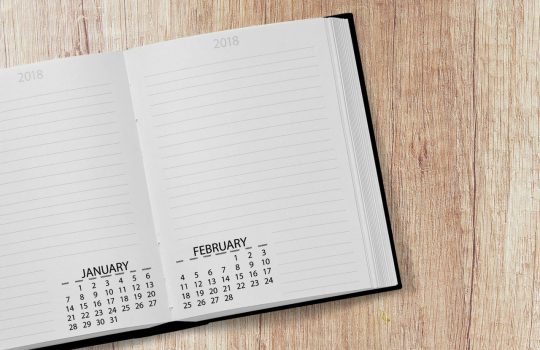 2018
JANUARY
1 2 3 4 5 6
7 8 9 10 11 12 13
14 15 16 17 18 19 20
21 22 23 24 25 26 27
28 29 30 31
2018
FEBRUARY
1 2 3
4 5 6 7 8 9 10
11 12 13 14 15 16 17
18 19 20 21 22 23 24
25 26 27 28